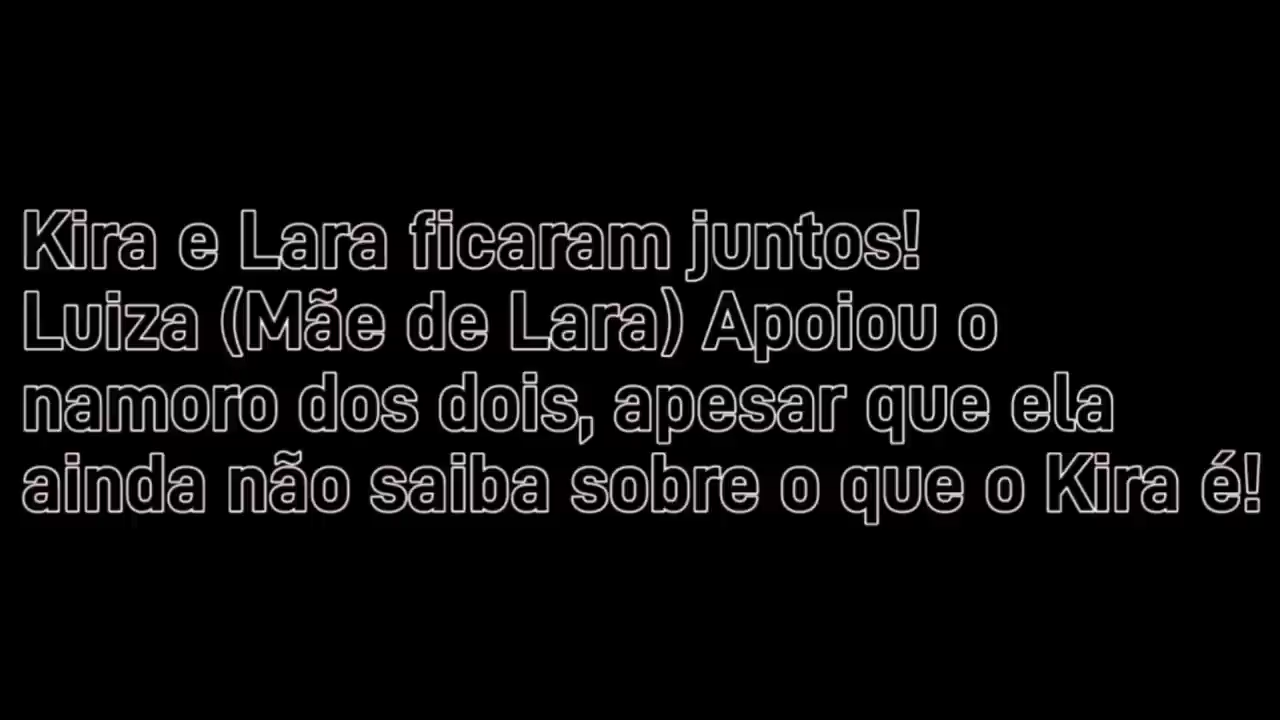 Kira e Lara ficaram juntos!
Luiza (Mãe de Lara) Apoiou o
namoro dos dois, apesar que ela
ainda não saiba sobre o que o Kira é!